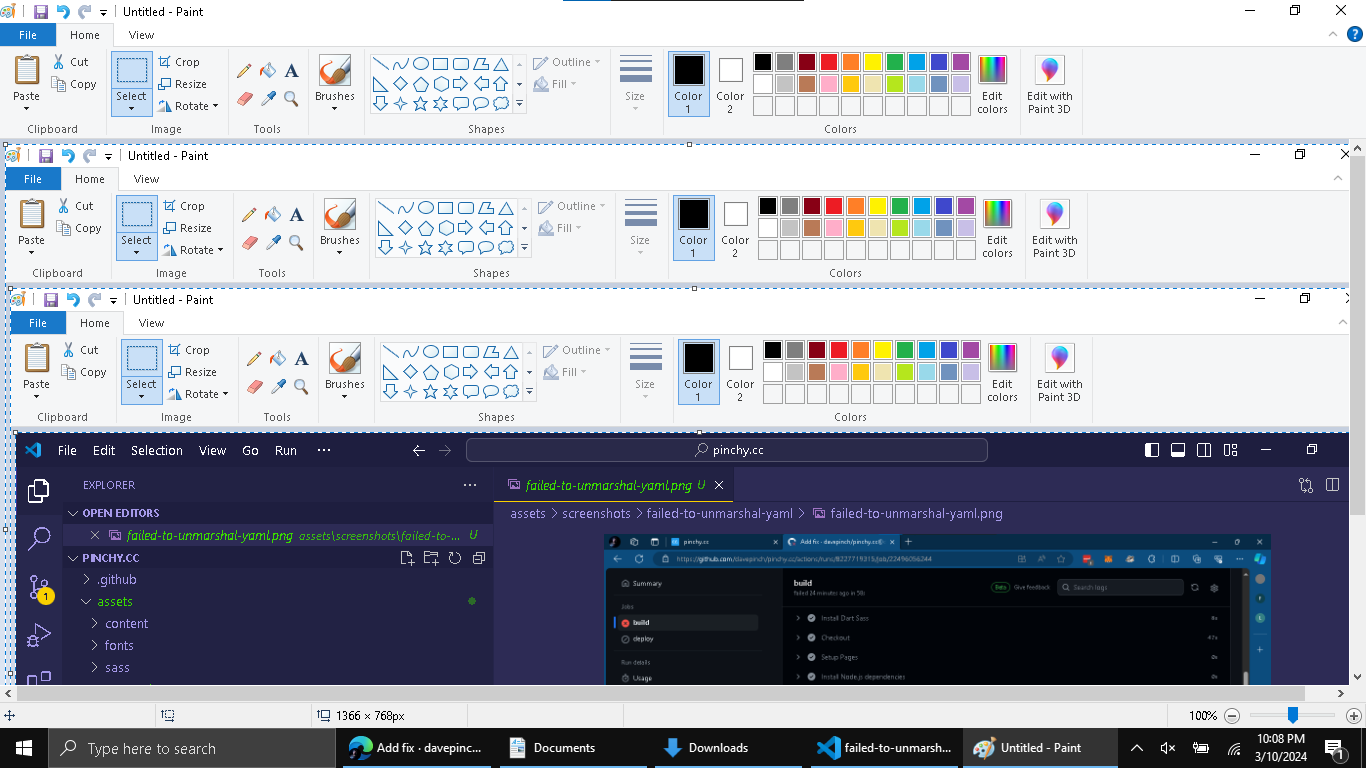 Untitled - Paint
File Home View
Paste Cut Copy Select Crop Resize Rotate Brushes Outline Fill Size Color 1 Color 2 Edit colors Edit with Paint 3D
Clipboard Image Tools Shapes Colors
Untitled - Paint
File Home View
Paste Cut Copy Select Crop Resize Rotate Brushes Outline Fill Size Color 1 Color 2 Edit colors Edit with Paint 3D
Clipboard Image Tools Shapes Colors
Untitled - Paint
File Home View
Paste Cut Copy Select Crop Resize Rotate Brushes Outline Fill Size Color 1 Color 2 Edit colors Edit with Paint 3D
Clipboard Image Tools Shapes Colors
File Edit Selection View Go Run ··· pinchy.cc
EXPLORER ··· failed-to-unmarshal-yaml.png U
OPEN EDITORS assets > screenshots > failed-to-unmarshal-yaml > failed-to-unmarshal-yaml.png
failed-to-unmarshal-yaml.png assets\screenshots\failed-to-... U
PINCHY.CC
.github
assets
content
fonts
sass
1
pinchy.cc Add fix · davepinch/pinchy.cc@
https://github.com/davepinch/pinchy.cc/actions/runs/8227719315/job/22496056244
Summary
Jobs
build
deploy
Run details
Usage
build
failed 24 minutes ago in 58s
Beta Give feedback Search logs
Install Dart Sass 8s
Checkout 47s
Setup Pages 0s
Install Node.js dependencies 0s
1366 × 768px 100%
Type here to search Add fix · davepinc... Documents Downloads failed-to-unmarsh... Untitled - Paint 10:08 PM
3/10/2024 1